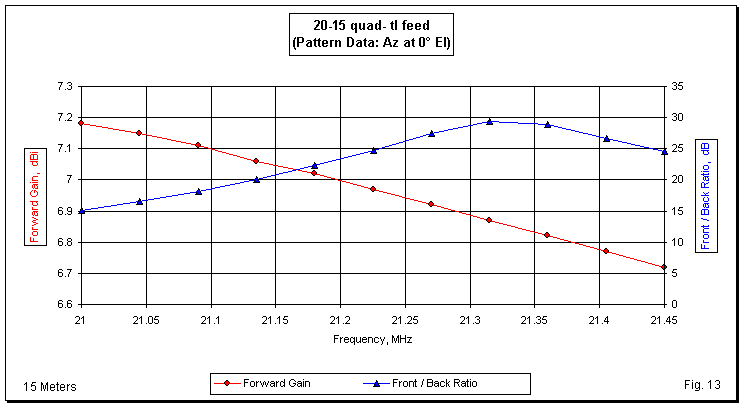 20-15 quad- tl feed
(Pattern Data: Az at 0° El)
7.3
7.2
7.1
7
6.9
6.8
6.7
6.6
Forward Gain, dBi
35
30
25
20
15
10
5
0
Front / Back Ratio, dB
21 21.05 21.1 21.15 21.2 21.25 21.3 21.35 21.4 21.45
Frequency, MHz
Forward Gain Front / Back Ratio
15 Meters
Fig. 13